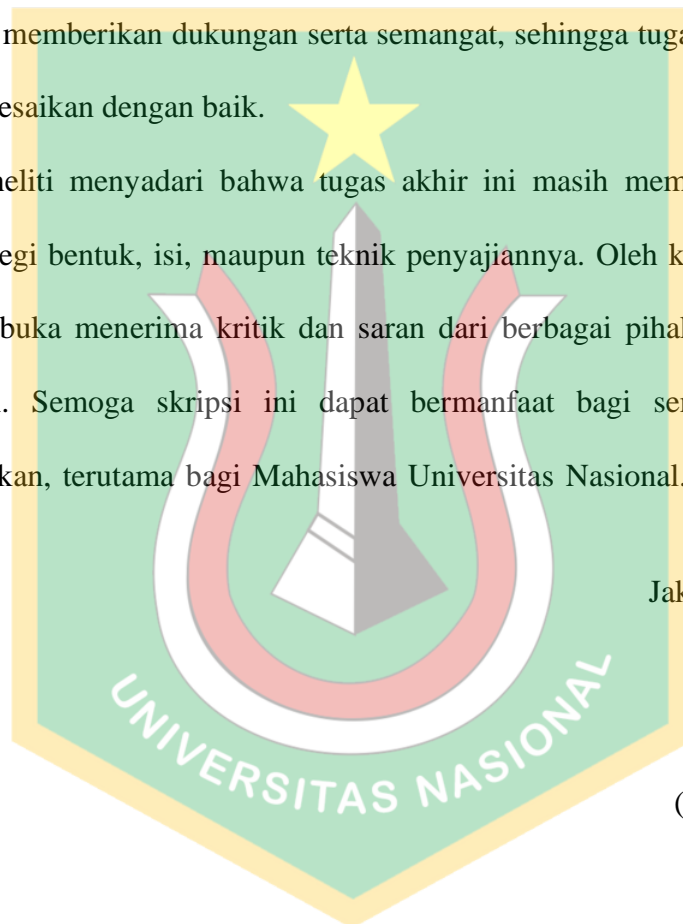 memberikan dukungan serta semangat, sehingga tuga
esaikan dengan baik.
neliti menyadari bahwa tugas akhir ini masih mem
egi bentuk, isi, maupun teknik penyajiannya. Oleh k
buka menerima kritik dan saran dari berbagai pihal
. Semoga skripsi ini dapat bermanfaat bagi ser
kan, terutama bagi Mahasiswa Universitas Nasional.
Jak
(
UNIVERSITAS NASIONAL